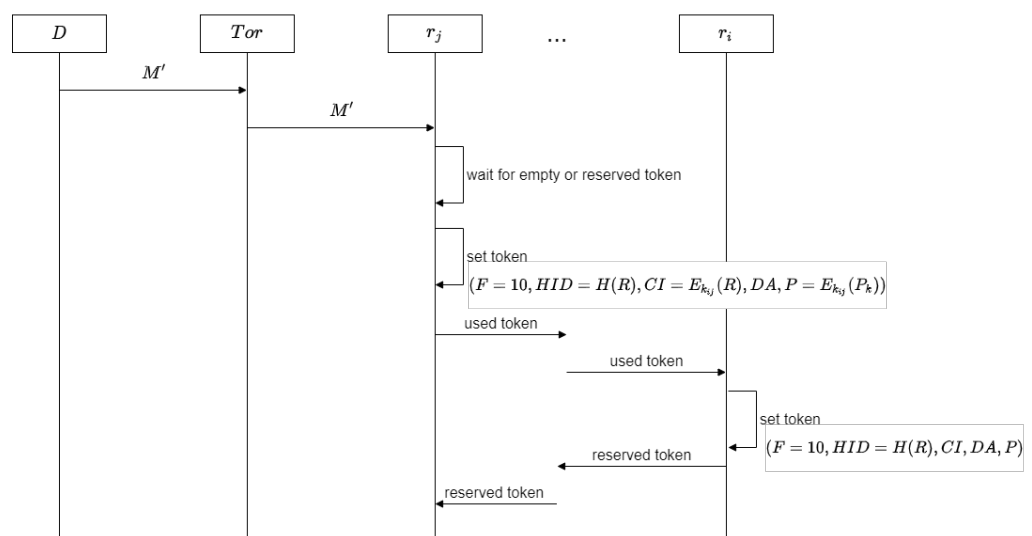 D
Tor
r_j
...
r_i
M'
M'
wait for empty or reserved token
set token
(F = 10, HID = H(R), CI = E_{k_{ij}}(R), DA, P = E_{k_{ij}}(P_k))
used token
used token
set token
(F = 10, HID = H(R), CI, DA, P)
reserved token
reserved token